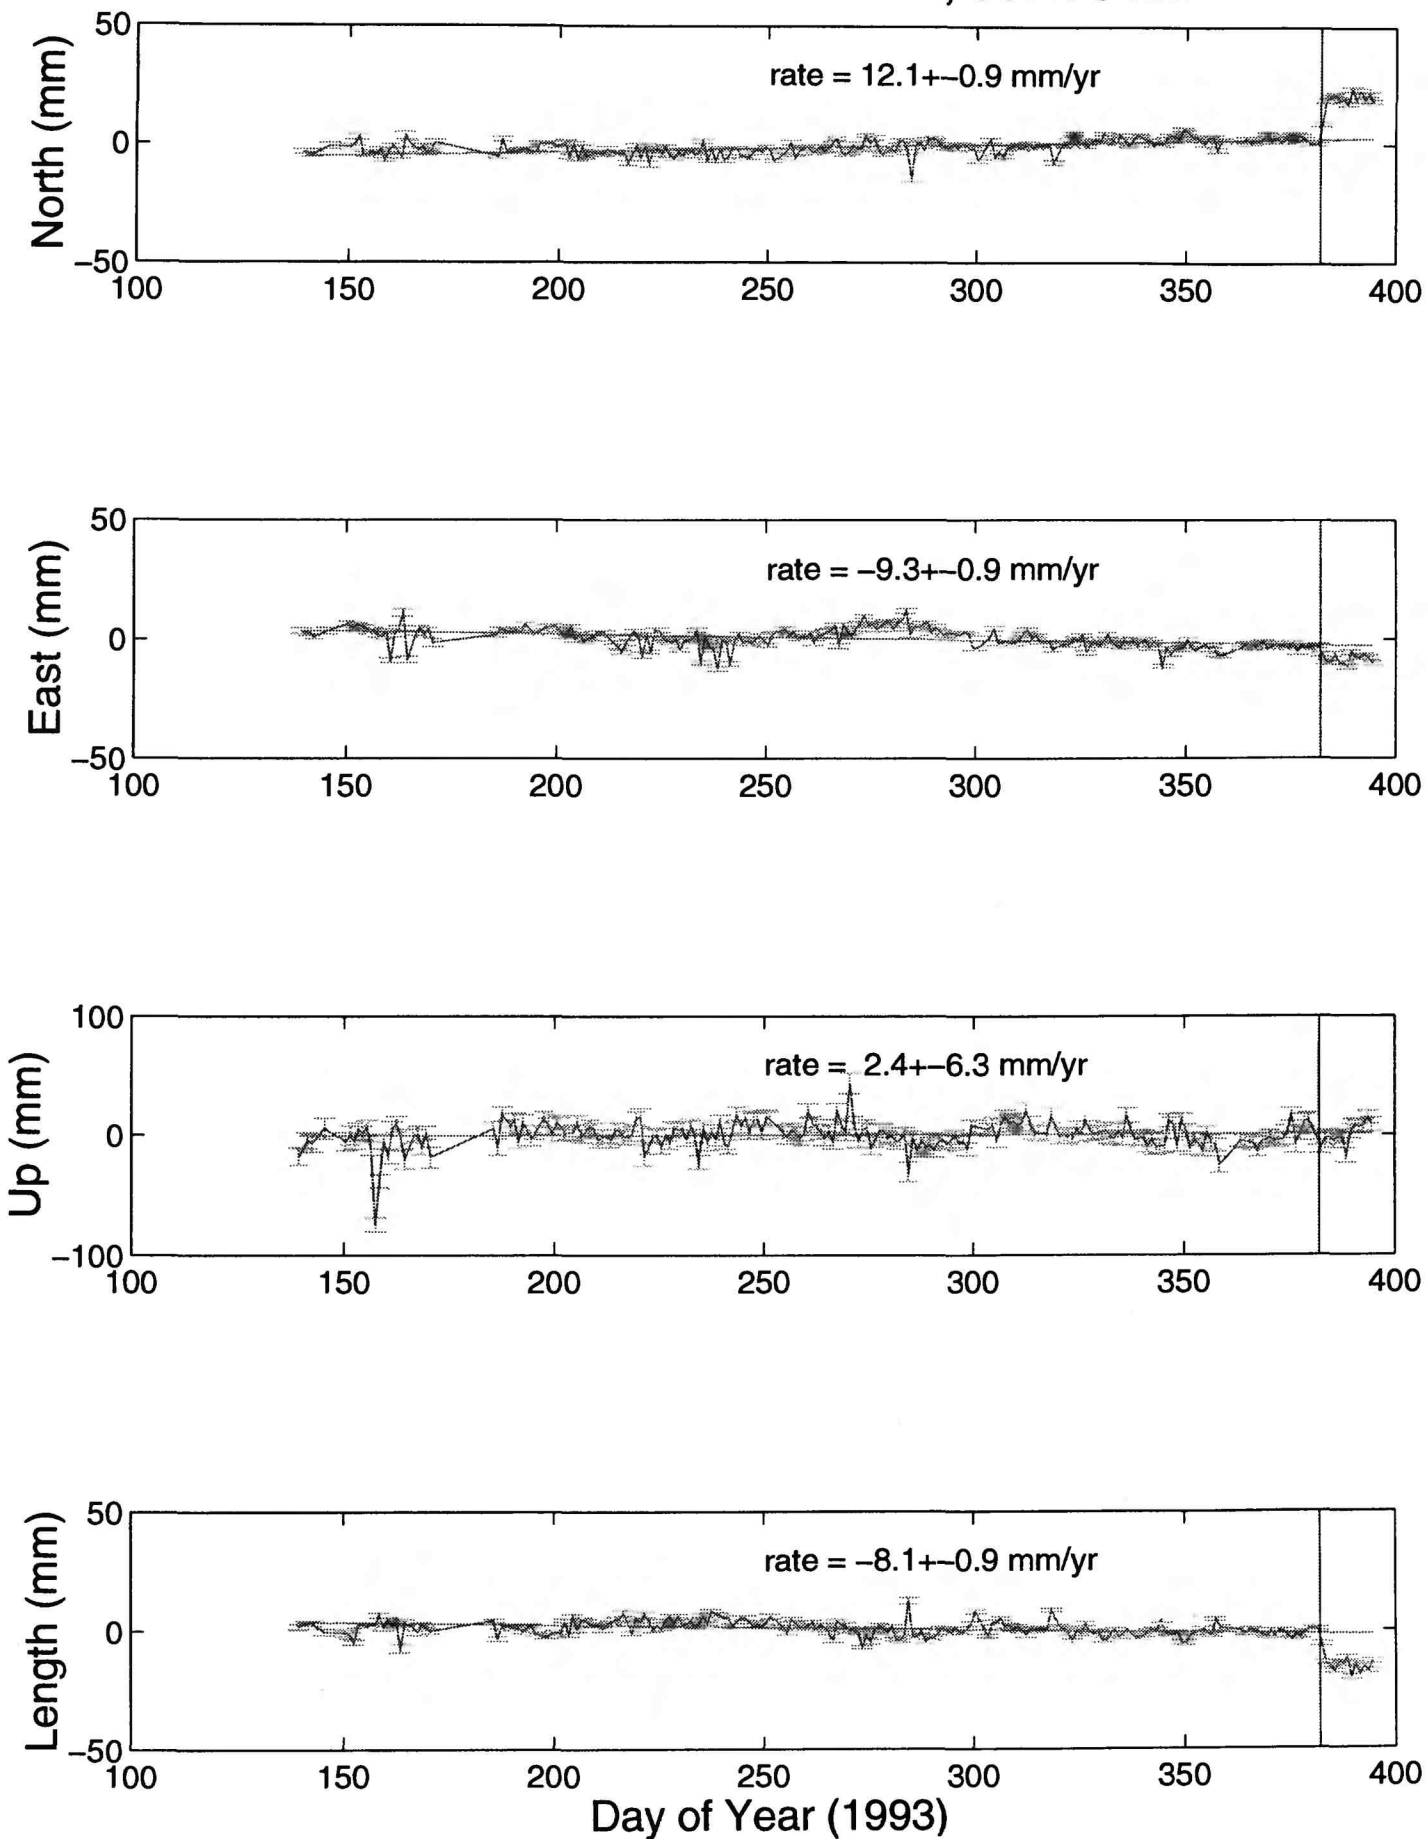 50
rate = 12.1+−0.9 mm/yr
North (mm)
0
−50
100 150 200 250 300 350 400
50
rate = −9.3+−0.9 mm/yr
East (mm)
0
−50
100 150 200 250 300 350 400
100
rate = 2.4+−6.3 mm/yr
Up (mm)
0
−100
100 150 200 250 300 350 400
50
rate = −8.1+−0.9 mm/yr
Length (mm)
0
−50
100 150 200 250 300 350 400
Day of Year (1993)